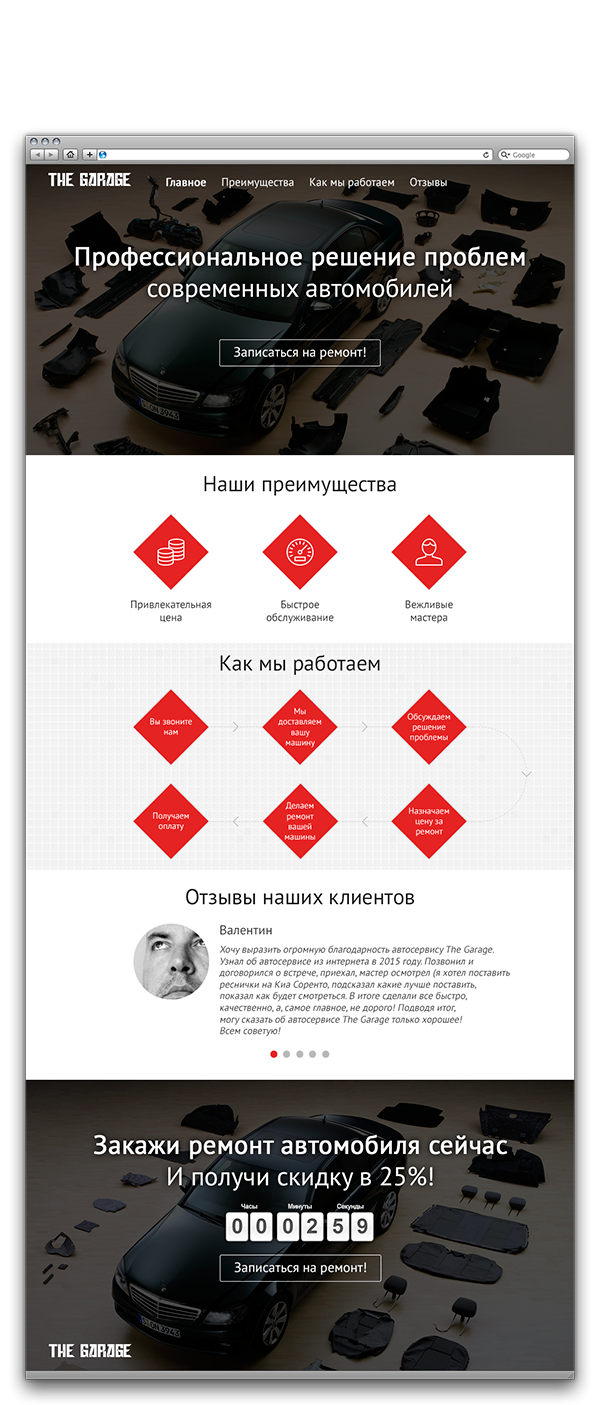 Google
THE GARAGE
Главное Преимущества Как мы работаем Отзывы
Профессиональное решение проблем
современных автомобилей
Записаться на ремонт!
S:GN 3943
Наши преимущества
Привлекательная
цена
Быстрое
обслуживание
Вежливые
мастера
Как мы работаем
Вы звоните
нам
Мы
доставляем
вашу
машину
Обсуждаем
решение
проблемы
Получаем
оплату
Делаем
ремонт
вашей
машины
Назначаем
цену за
ремонт
Отзывы наших клиентов
Валентин
Хочу выразить огромную благодарность автосервису The Garage.
Узнал об автосервисе из интернета в 2015 году. Позвонил и
договорился о встрече, приехал, мастер осмотрел (я хотел поставить
реснички на Киа Соренто, подсказал какие лучше поставить,
показал как будет смотреться. В итоге сделали все быстро,
качественно, а, самое главное, не дорого! Подводя итог,
могу сказать об автосервисе The Garage только хорошее!
Всем советую!
Закажи ремонт автомобиля сейчас
И получи скидку в 25%!
Часы Минуты Секунды
00 02 59
Записаться на ремонт!
THE GARAGE